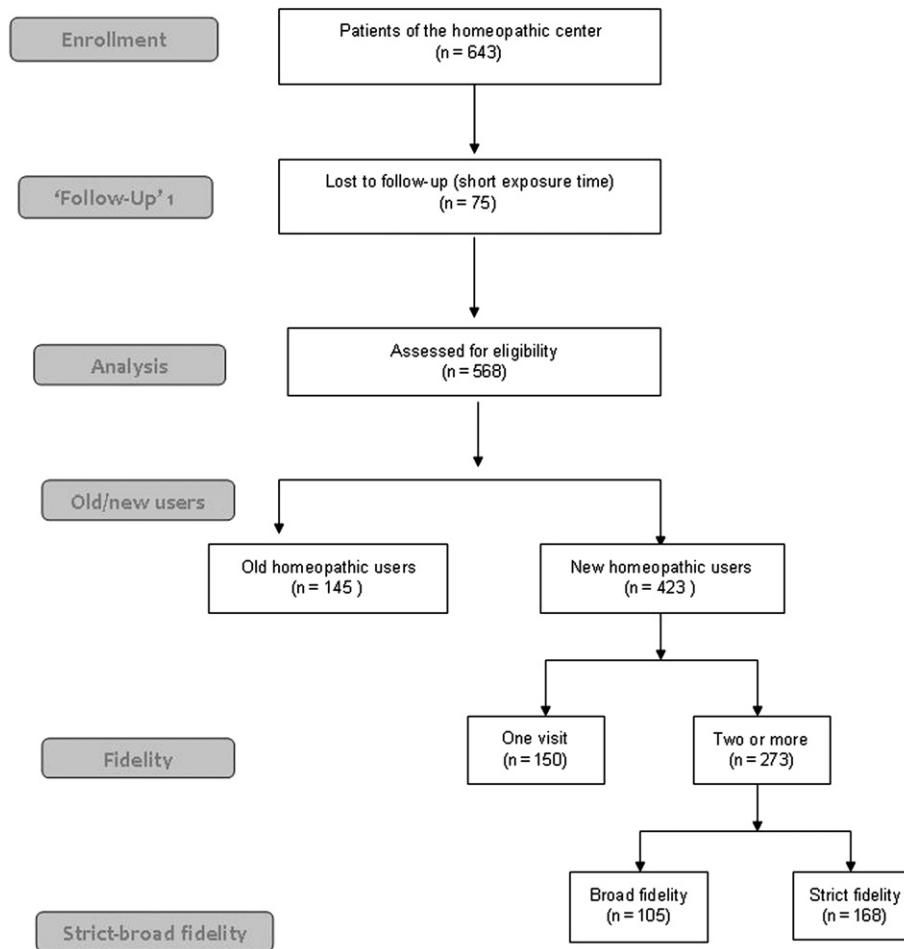 Enrollment
Patients of the homeopathic center
(n = 643)
'Follow-Up' 1
Lost to follow-up (short exposure time)
(n = 75)
Analysis
Assessed for eligibility
(n = 568)
Old/new users
Old homeopathic users
(n = 145 )
New homeopathic users
(n = 423 )
Fidelity
One visit
(n = 150)
Two or more
(n = 273)
Strict-broad fidelity
Broad fidelity
(n = 105)
Strict fidelity
(n = 168)